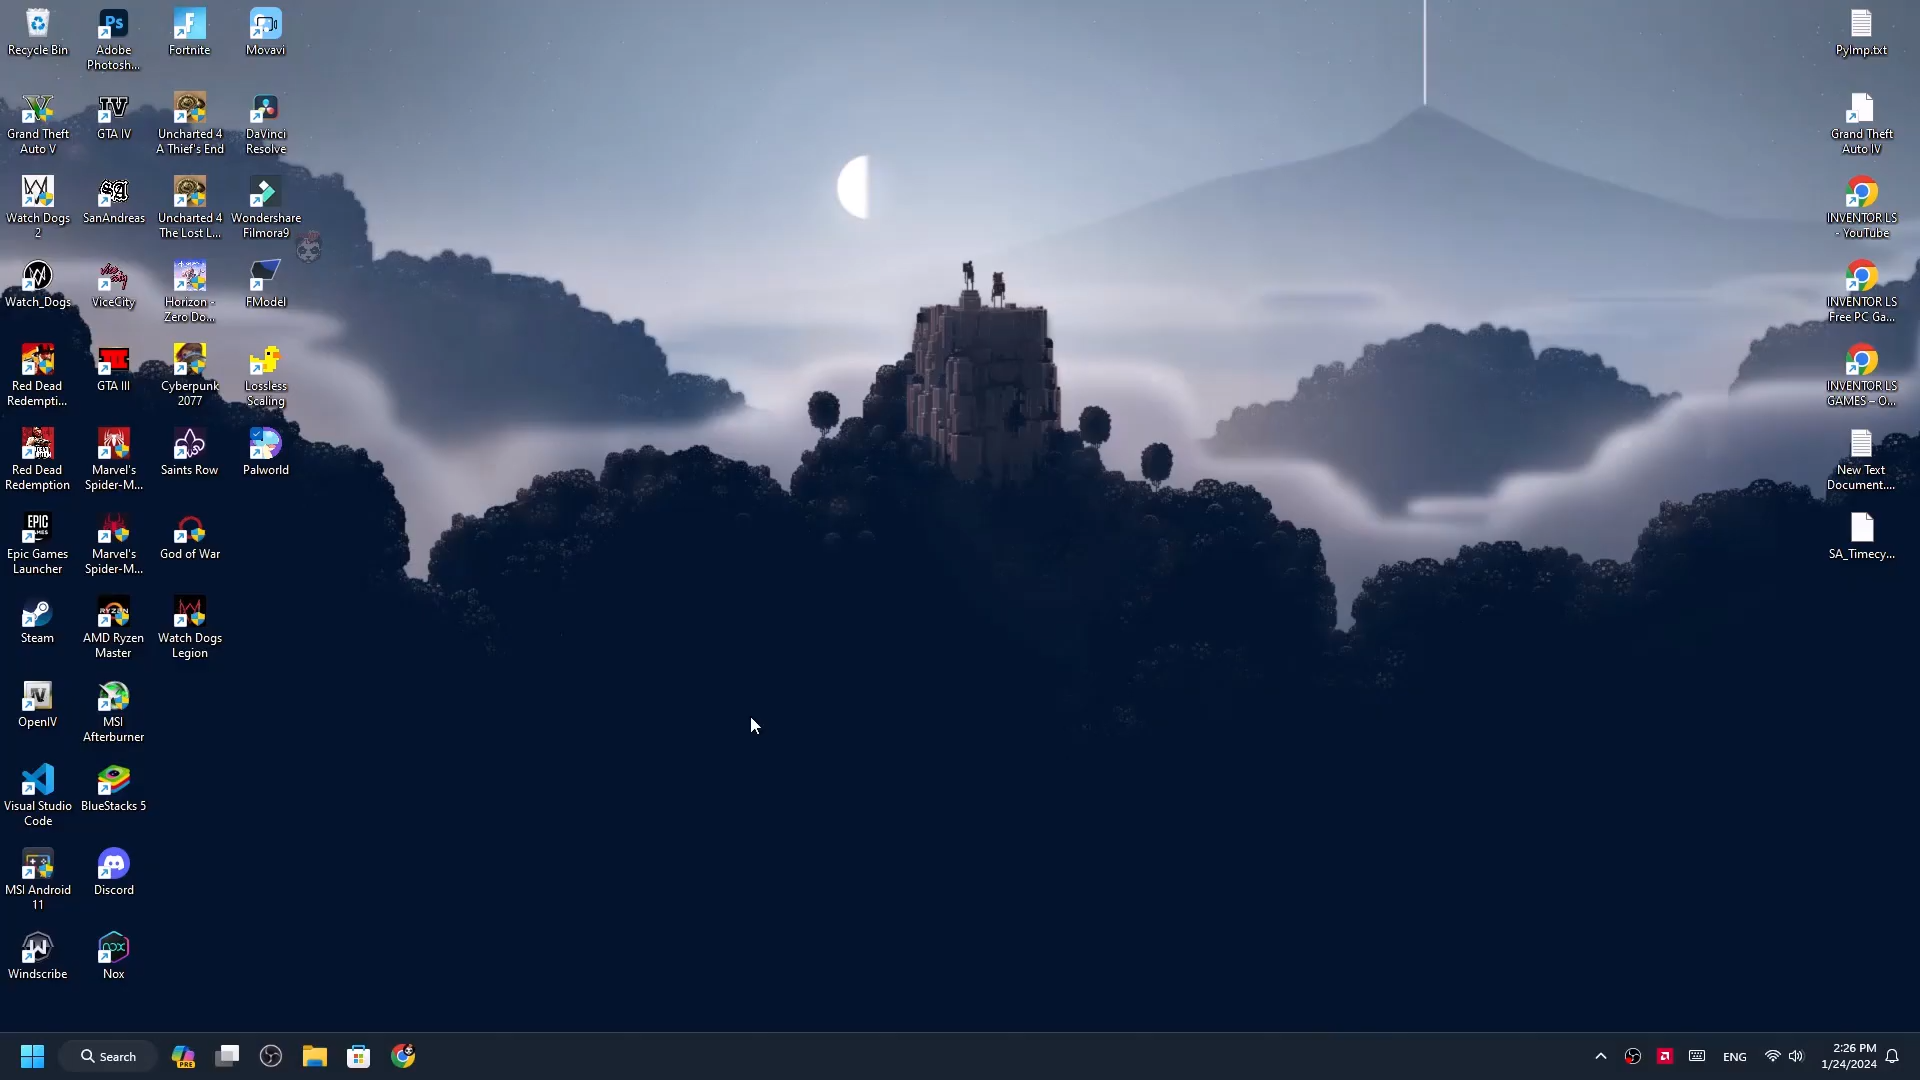 Recycle Bin
Adobe
Photosh...
Fortnite
Movavi
Grand Theft
Auto V
GTA IV
Uncharted 4
A Thief's End
DaVinci
Resolve
Watch Dogs
2
SanAndreas
Uncharted 4
The Lost L...
Wondershare
Filmora9
Watch_Dogs
ViceCity
Horizon -
Zero Do...
FModel
Red Dead
Redempti...
GTA III
Cyberpunk
2077
Lossless
Scaling
Red Dead
Redemption
Marvel's
Spider-M...
Saints Row
Palworld
Epic Games
Launcher
Marvel's
Spider-M...
God of War
Steam
AMD Ryzen
Master
Watch Dogs
Legion
OpenIV
MSI
Afterburner
Visual Studio
Code
BlueStacks 5
MSI Android
11
Discord
Windscribe
Nox
PyImp.txt
Grand Theft
Auto IV
INVENTOR LS
- YouTube
INVENTOR LS
Free PC Ga...
INVENTOR LS
GAMES – O...
New Text
Document....
SA_Timecy...
Search
PRE
ENG
2:26 PM
1/24/2024